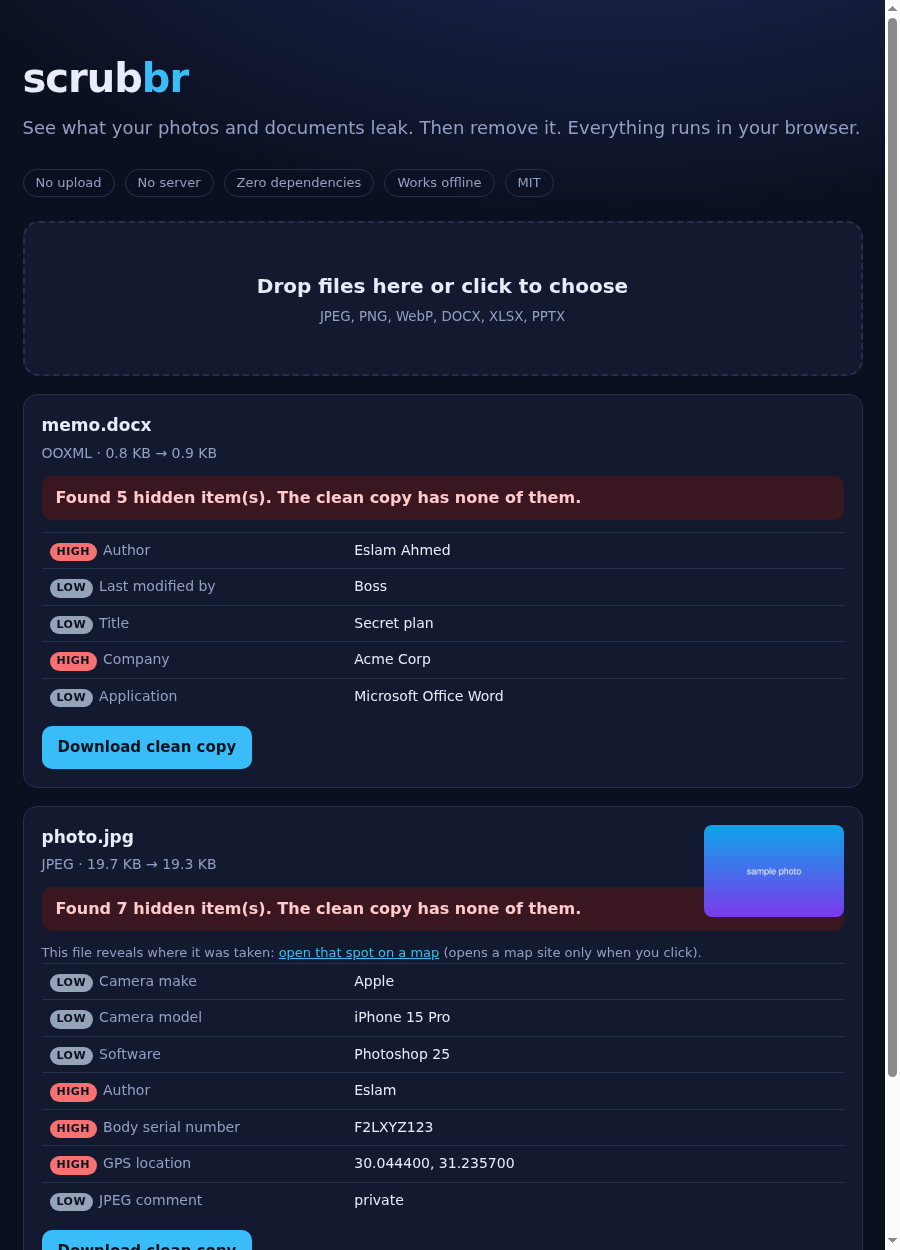 scrubbr
See what your photos and documents leak. Then remove it. Everything runs in your browser.
No upload No server Zero dependencies Works offline MIT
Drop files here or click to choose
JPEG, PNG, WebP, DOCX, XLSX, PPTX
memo.docx
OOXML · 0.8 KB → 0.9 KB
Found 5 hidden item(s). The clean copy has none of them.
HIGH Author Eslam Ahmed
LOW Last modified by Boss
LOW Title Secret plan
HIGH Company Acme Corp
LOW Application Microsoft Office Word
Download clean copy
photo.jpg
JPEG · 19.7 KB → 19.3 KB
sample photo
Found 7 hidden item(s). The clean copy has none of them.
This file reveals where it was taken: open that spot on a map (opens a map site only when you click).
LOW Camera make Apple
LOW Camera model iPhone 15 Pro
LOW Software Photoshop 25
HIGH Author Eslam
HIGH Body serial number F2LXYZ123
HIGH GPS location 30.044400, 31.235700
LOW JPEG comment private
Download clean copy